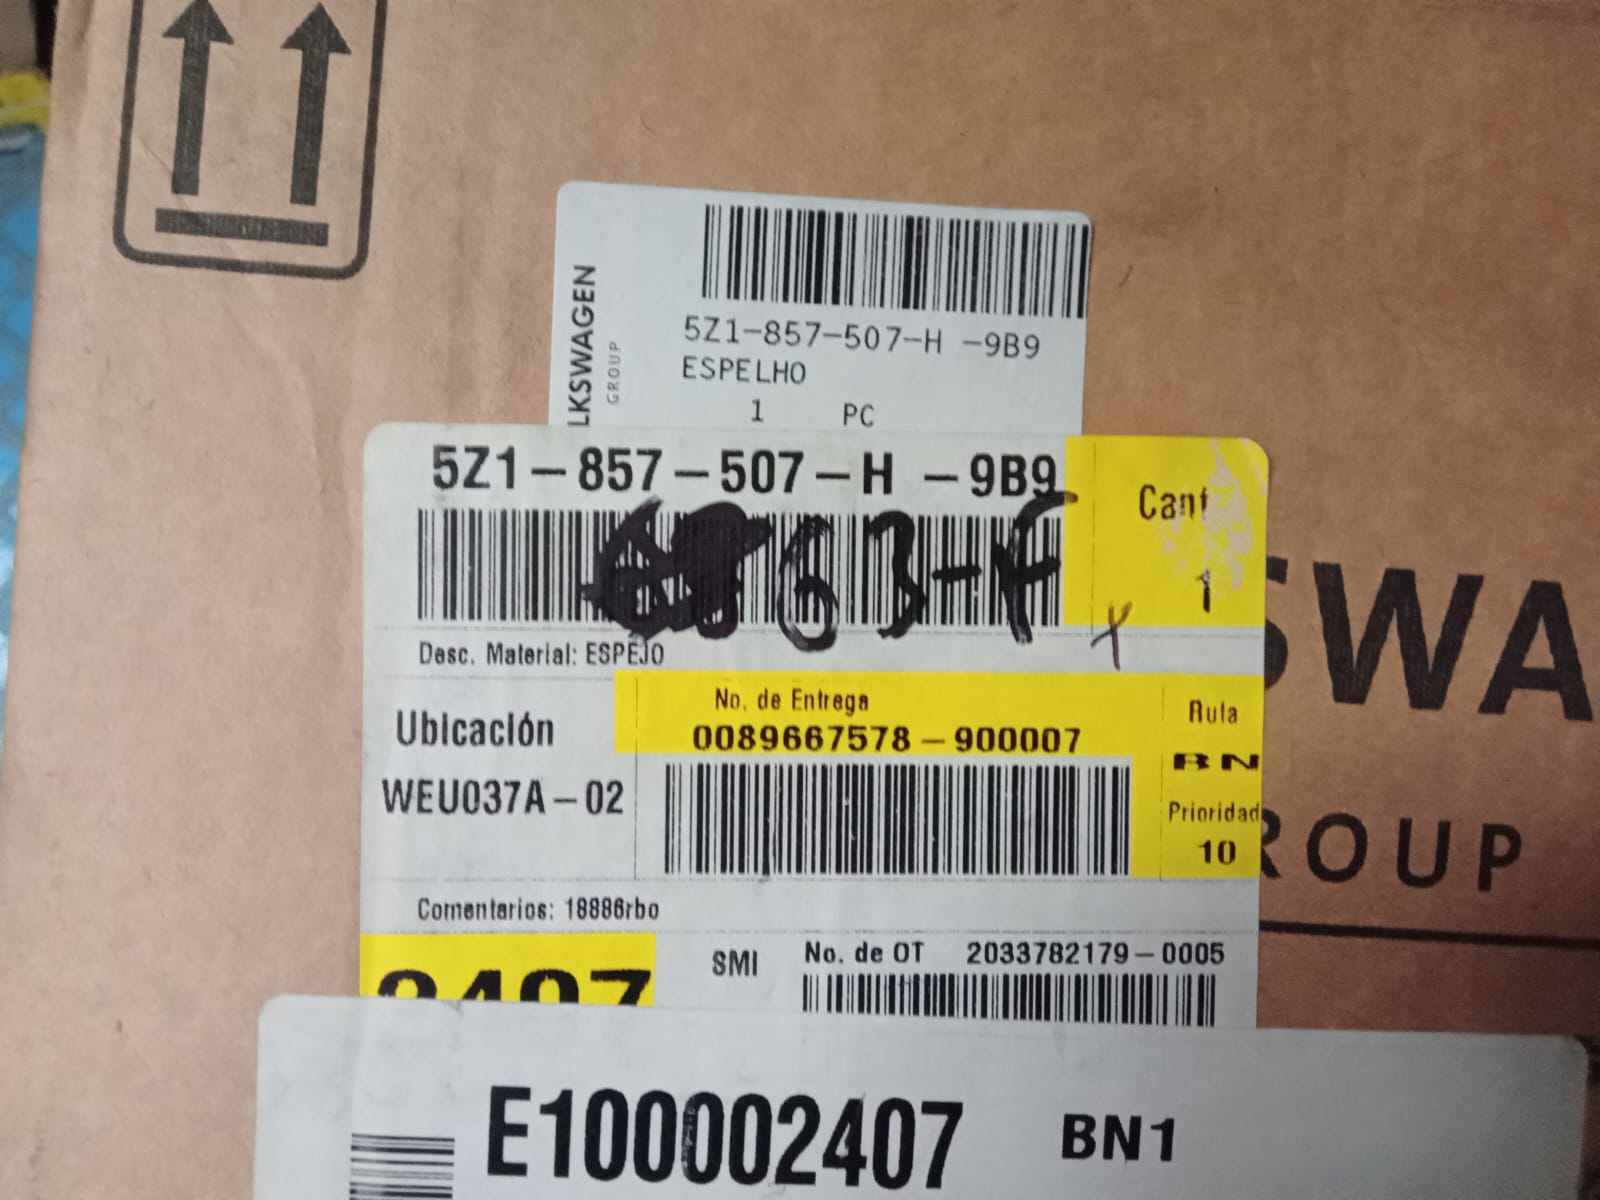 LKSWAGEN
GROUP
5Z1-857-507-H -9B9
ESPELHO
1 PC
5Z1-857-507-H -9B9
Cant
1
63-F
Desc. Material: ESPEJO
No. de Entrega
0089667578-900007
Ruta
BN
Ubicación
WEU037A-02
Prioridad
10
Comentarios: 18886rbo
2407
SMI
No. de OT 2033782179-0005
E100002407 BN1
SWA
ROUP